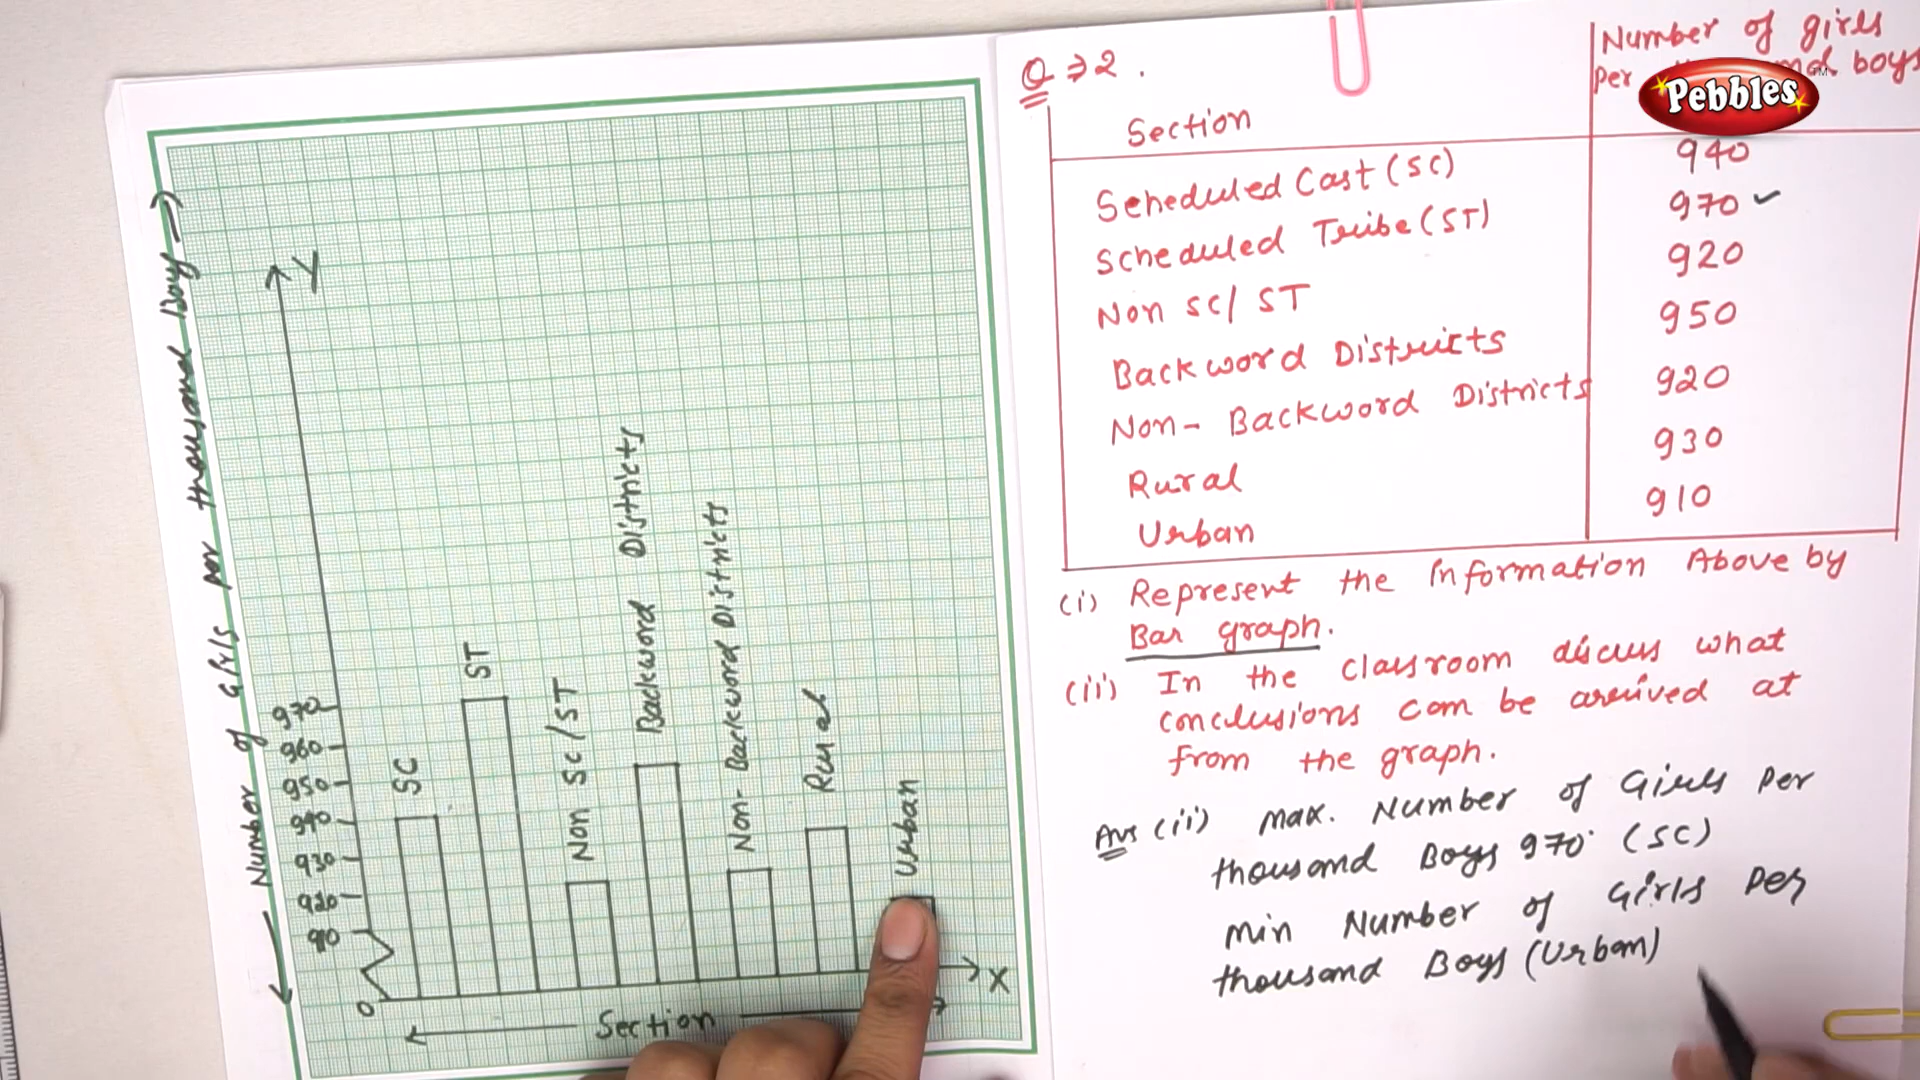 Number of Girls per thousand Boys
Y
970
960
950
940
930
920
910
0
SC
ST
Non SC/ST
Backword Districts
Non-Backword Districts
Rural
Urban
X
Section
Q → 2.
Section
Number of girls
Per boys
Pebbles
TM
Scheduled Cast (SC) 940
Scheduled Tribe (ST) 970 ✓
Non SC/ST 920
Backword Districts 950
Non-Backword Districts 920
Rural 930
Urban 910
(i) Represent the information Above by
Bar graph.
(ii) In the classroom discus what
conclusions can be arrived at
from the graph.
Ans (ii) max. Number of Girls Per
thousand Boys 970 (SC)
min Number of Girls Per
thousand Boys (Urban)